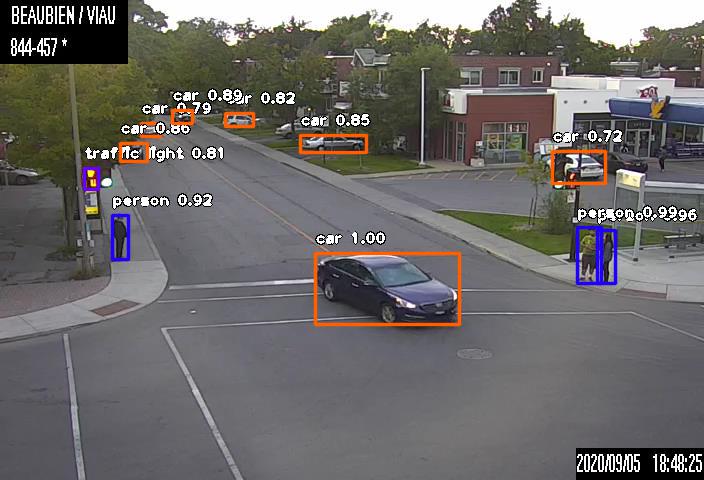 BEAUBIEN / VIAU
844-457 *
car 0.89
car 0.82
car 0.79
car 0.86
car 0.85
car 0.72
traffic light 0.81
person 0.92
person 0.99
0.96
car 1.00
2020/09/05 18:48:25